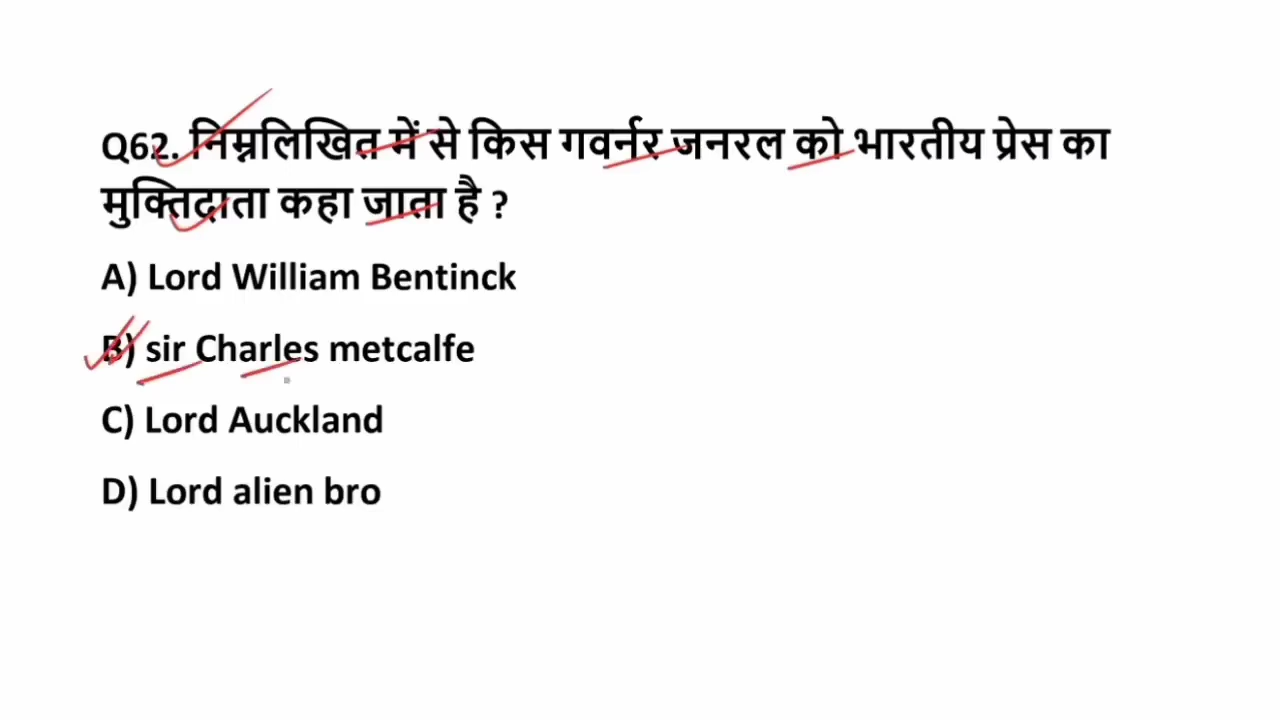 Q62. निम्नलिखित में से किस गवर्नर जनरल को भारतीय प्रेस का
मुक्तिदाता कहा जाता है ?
A) Lord William Bentinck
B) sir Charles metcalfe
C) Lord Auckland
D) Lord alien bro